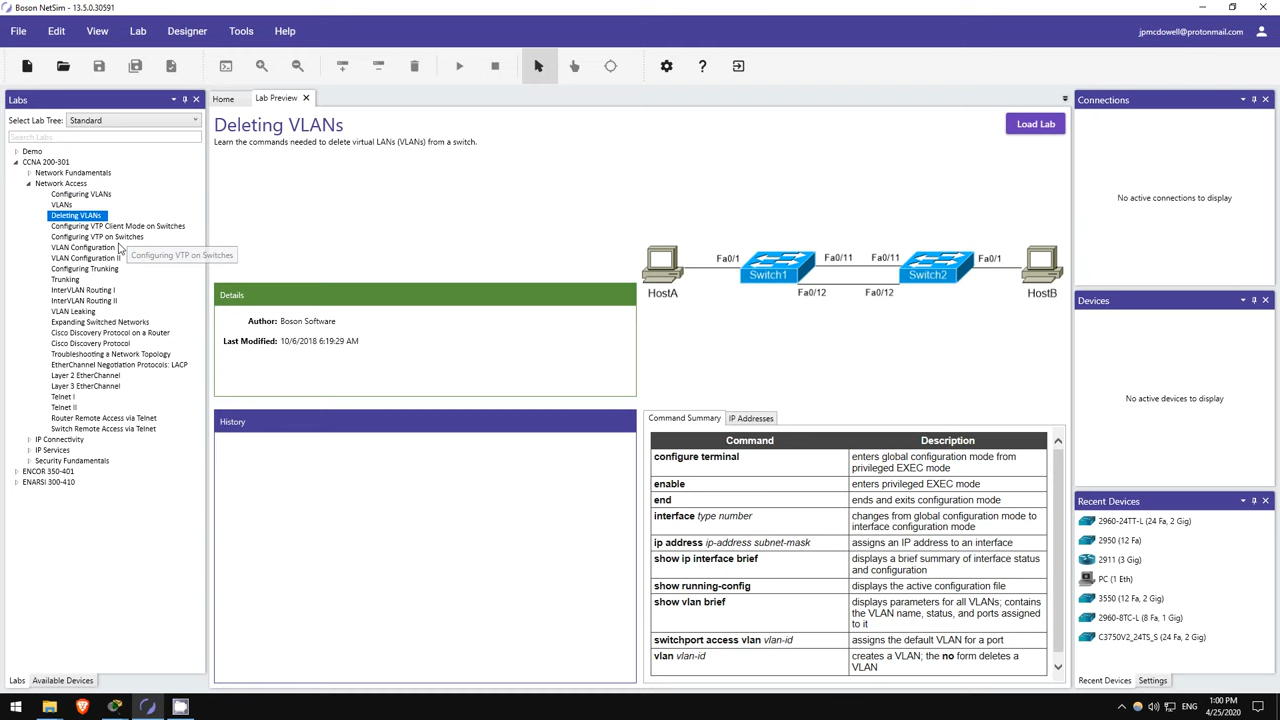 Boson NetSim - 13.5.0.30591
File Edit View Lab Designer Tools Help
jpmcdowell@protonmail.com
Labs
Select Lab Tree: Standard
Search Labs
Demo
CCNA 200-301
Network Fundamentals
Network Access
Configuring VLANs
VLANs
Deleting VLANs
Configuring VTP Client Mode on Switches
Configuring VTP on Switches
VLAN Configuration
Configuring VTP on Switches
VLAN Configuration II
Configuring Trunking
Trunking
InterVLAN Routing I
InterVLAN Routing II
VLAN Leaking
Expanding Switched Networks
Cisco Discovery Protocol on a Router
Cisco Discovery Protocol
Troubleshooting a Network Topology
EtherChannel Negotiation Protocols: LACP
Layer 2 EtherChannel
Layer 3 EtherChannel
Telnet I
Telnet II
Router Remote Access via Telnet
Switch Remote Access via Telnet
IP Connectivity
IP Services
Security Fundamentals
ENCOR 350-401
ENARSI 300-410
Labs Available Devices
Home Lab Preview
Deleting VLANs
Load Lab
Learn the commands needed to delete virtual LANs (VLANs) from a switch.
Fa0/1 Fa0/11 Fa0/11 Fa0/1
Switch1 Switch2
HostA Fa0/12 Fa0/12 HostB
Details
Author: Boson Software
Last Modified: 10/6/2018 6:19:29 AM
History
Command Summary IP Addresses
Command Description
configure terminal enters global configuration mode from
privileged EXEC mode
enable enters privileged EXEC mode
end ends and exits configuration mode
interface type number changes from global configuration mode to
interface configuration mode
ip address ip-address subnet-mask assigns an IP address to an interface
show ip interface brief displays a brief summary of interface status
and configuration
show running-config displays the active configuration file
show vlan brief displays parameters for all VLANs; contains
the VLAN name, status, and ports assigned
to it
switchport access vlan vlan-id assigns the default VLAN for a port
vlan vlan-id creates a VLAN; the no form deletes a
VLAN
Connections
No active connections to display
Devices
No active devices to display
Recent Devices
2960-24TT-L (24 Fa, 2 Gig)
2950 (12 Fa)
2911 (3 Gig)
PC (1 Eth)
3550 (12 Fa, 2 Gig)
2960-8TC-L (8 Fa, 1 Gig)
C3750V2_24TS_S (24 Fa, 2 Gig)
Recent Devices Settings
ENG
1:00 PM
4/25/2020